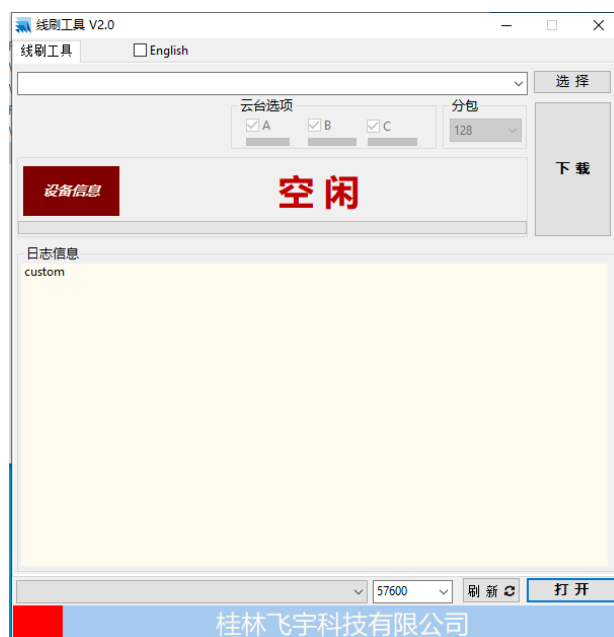 线刷工具 V2.0
线刷工具 English
选 择
云台选项 分包
A B C 128
下 载
设备信息 空 闲
日志信息
custom
57600 刷 新 打 开
桂林飞宇科技有限公司